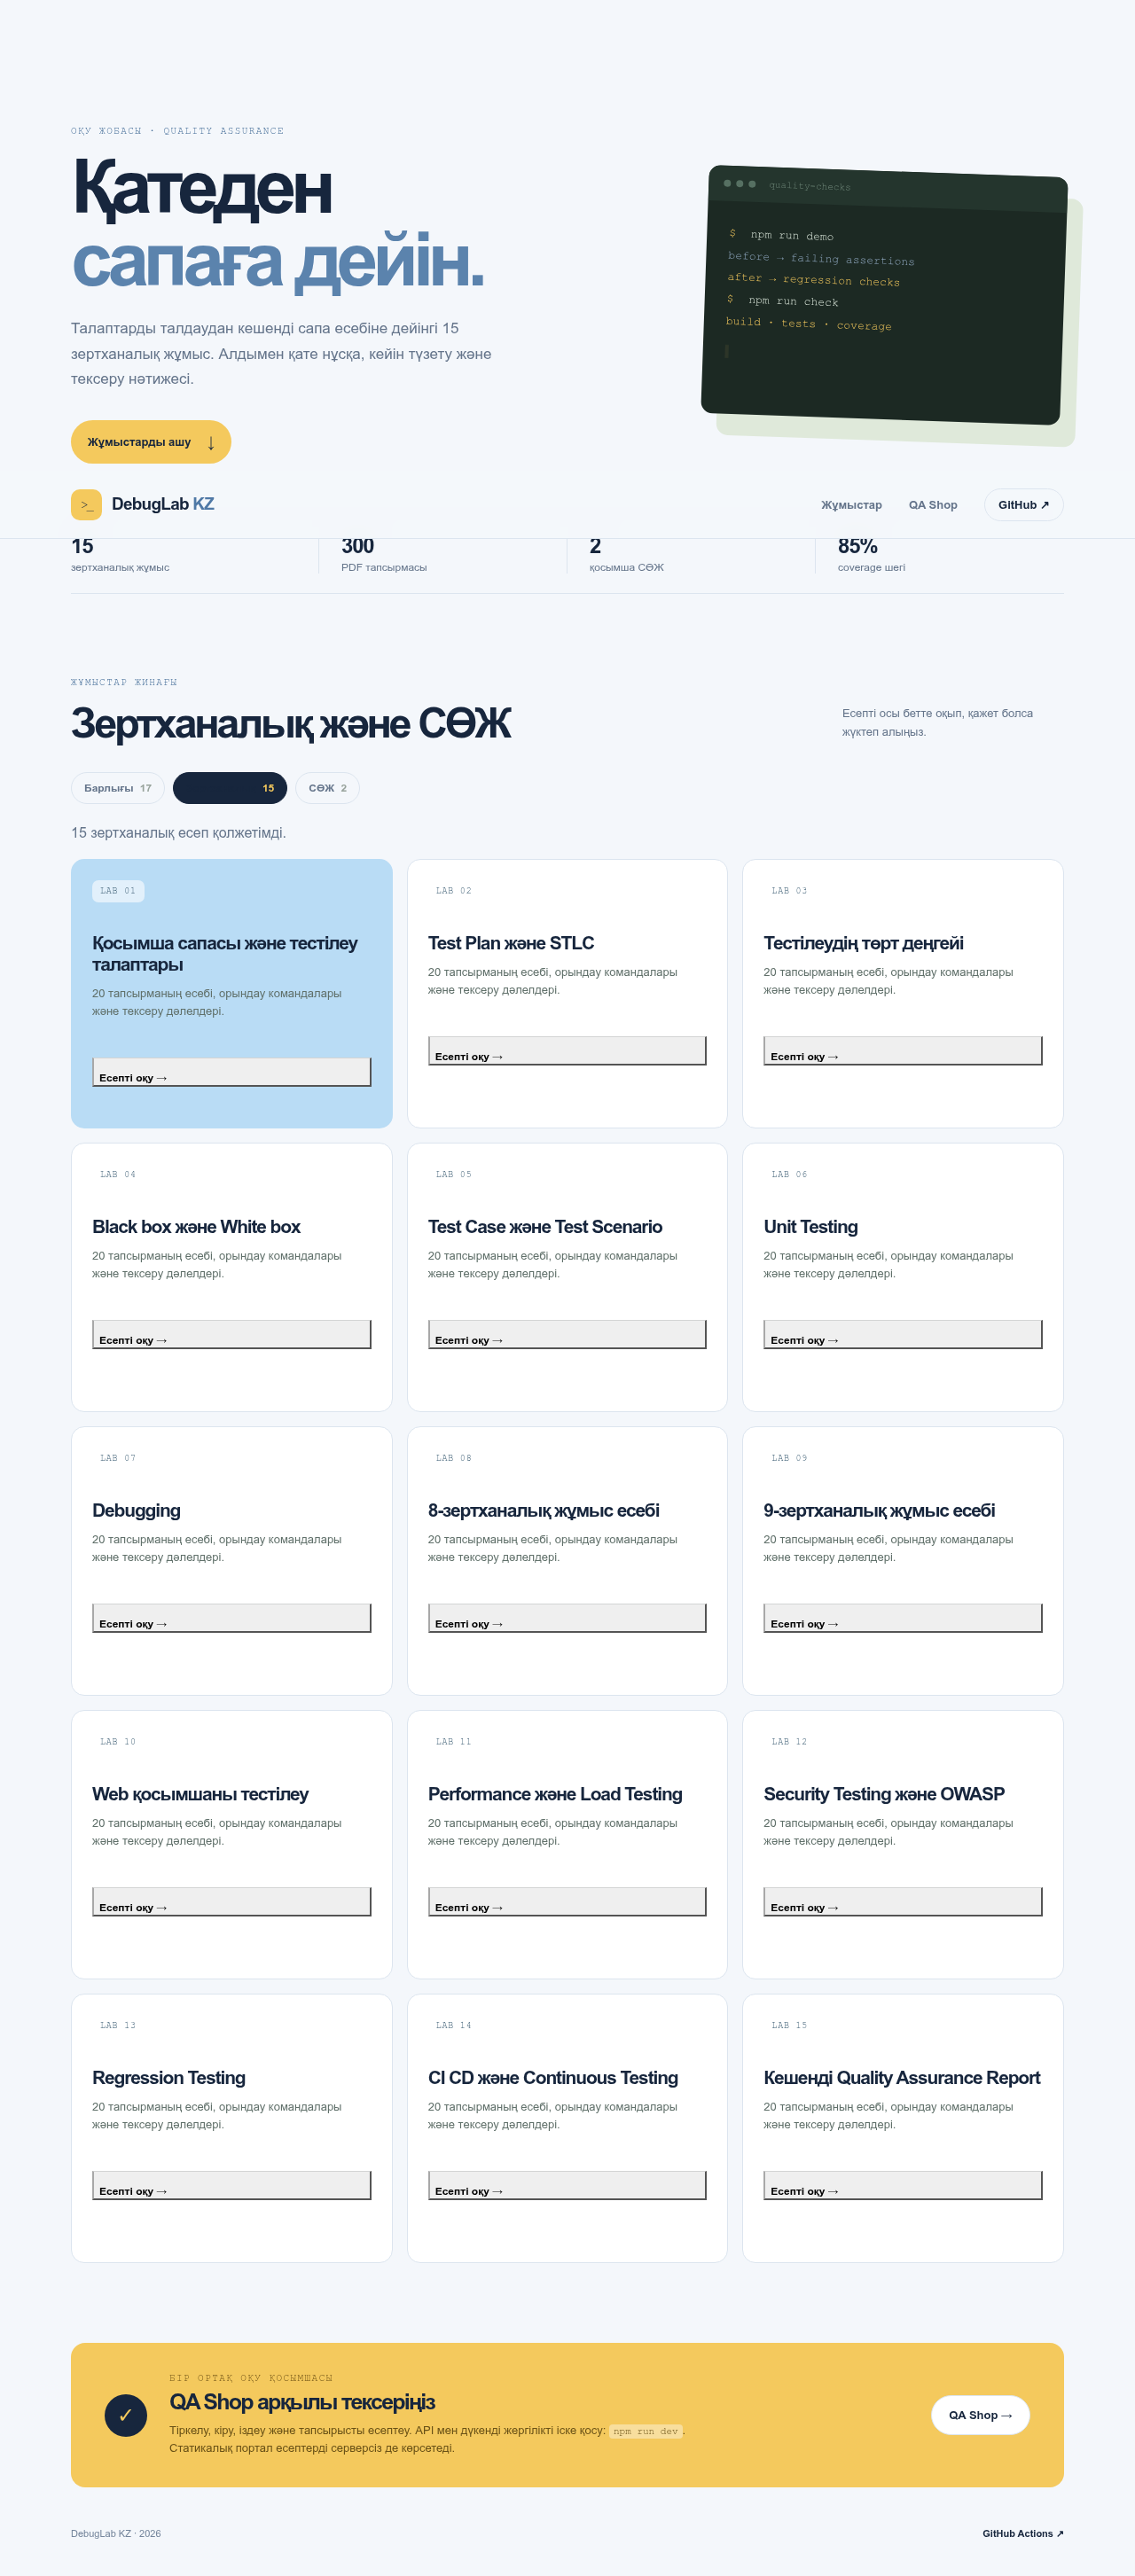 ОҚУ ЖОБАСЫ · QUALITY ASSURANCE
Қатеден
сапаға дейін.
Талаптарды талдаудан кешенді сапа есебіне дейінгі 15
зертханалық жұмыс. Алдымен қате нұсқа, кейін түзету және
тексеру нәтижесі.
Жұмыстарды ашу ↓
quality-checks
$ npm run demo
before → failing assertions
after → regression checks
$ npm run check
build · tests · coverage
>_ DebugLab KZ
Жұмыстар QA Shop GitHub ↗
15 300 2 85%
зертханалық жұмыс PDF тапсырмасы қосымша СӨЖ coverage шегі
ЖҰМЫСТАР ЖИНАҒЫ
Зертханалық және СӨЖ
Есепті осы бетте оқып, қажет болса
жүктеп алыңыз.
Барлығы 17 15 СӨЖ 2
15 зертханалық есеп қолжетімді.
LAB 01
Қосымша сапасы және тестілеу
талаптары
20 тапсырманың есебі, орындау командалары
және тексеру дәлелдері.
Есепті оқу →
LAB 02
Test Plan және STLC
20 тапсырманың есебі, орындау командалары
және тексеру дәлелдері.
Есепті оқу →
LAB 03
Тестілеудің төрт деңгейі
20 тапсырманың есебі, орындау командалары
және тексеру дәлелдері.
Есепті оқу →
LAB 04
Black box және White box
20 тапсырманың есебі, орындау командалары
және тексеру дәлелдері.
Есепті оқу →
LAB 05
Test Case және Test Scenario
20 тапсырманың есебі, орындау командалары
және тексеру дәлелдері.
Есепті оқу →
LAB 06
Unit Testing
20 тапсырманың есебі, орындау командалары
және тексеру дәлелдері.
Есепті оқу →
LAB 07
Debugging
20 тапсырманың есебі, орындау командалары
және тексеру дәлелдері.
Есепті оқу →
LAB 08
8-зертханалық жұмыс есебі
20 тапсырманың есебі, орындау командалары
және тексеру дәлелдері.
Есепті оқу →
LAB 09
9-зертханалық жұмыс есебі
20 тапсырманың есебі, орындау командалары
және тексеру дәлелдері.
Есепті оқу →
LAB 10
Web қосымшаны тестілеу
20 тапсырманың есебі, орындау командалары
және тексеру дәлелдері.
Есепті оқу →
LAB 11
Performance және Load Testing
20 тапсырманың есебі, орындау командалары
және тексеру дәлелдері.
Есепті оқу →
LAB 12
Security Testing және OWASP
20 тапсырманың есебі, орындау командалары
және тексеру дәлелдері.
Есепті оқу →
LAB 13
Regression Testing
20 тапсырманың есебі, орындау командалары
және тексеру дәлелдері.
Есепті оқу →
LAB 14
CI CD және Continuous Testing
20 тапсырманың есебі, орындау командалары
және тексеру дәлелдері.
Есепті оқу →
LAB 15
Кешенді Quality Assurance Report
20 тапсырманың есебі, орындау командалары
және тексеру дәлелдері.
Есепті оқу →
БІР ОРТАҚ ОҚУ ҚОСЫМШАСЫ
QA Shop арқылы тексеріңіз
Тіркелу, кіру, іздеу және тапсырысты есептеу. API мен дүкенді жергілікті іске қосу: npm run dev.
Статикалық портал есептерді серверсіз де көрсетеді.
QA Shop →
DebugLab KZ · 2026
GitHub Actions ↗